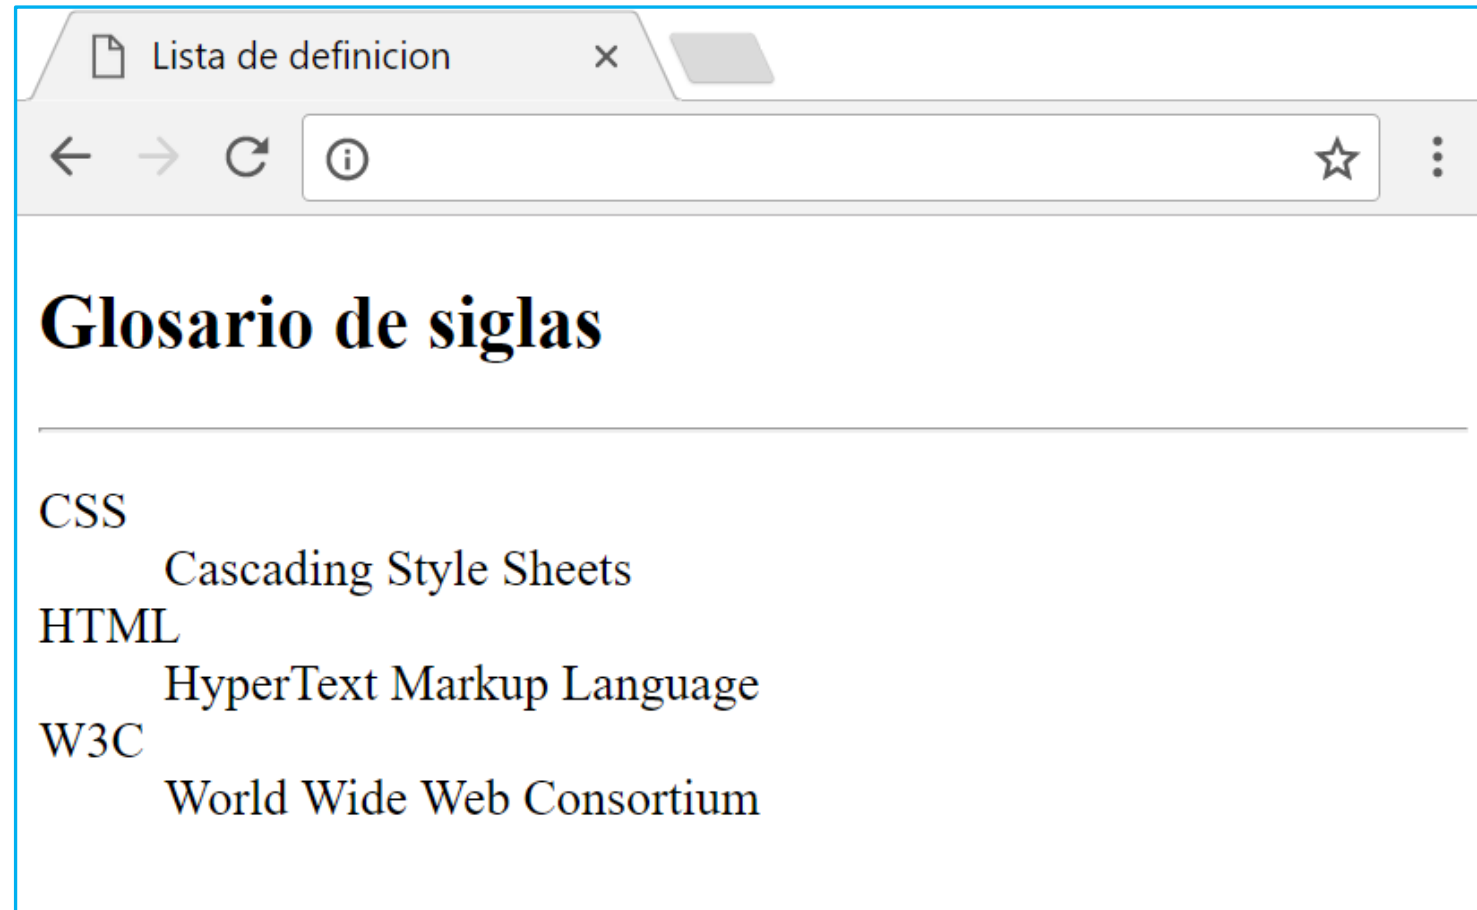 Lista de definicion
Glosario de siglas
CSS
Cascading Style Sheets
HTML
HyperText Markup Language
W3C
World Wide Web Consortium